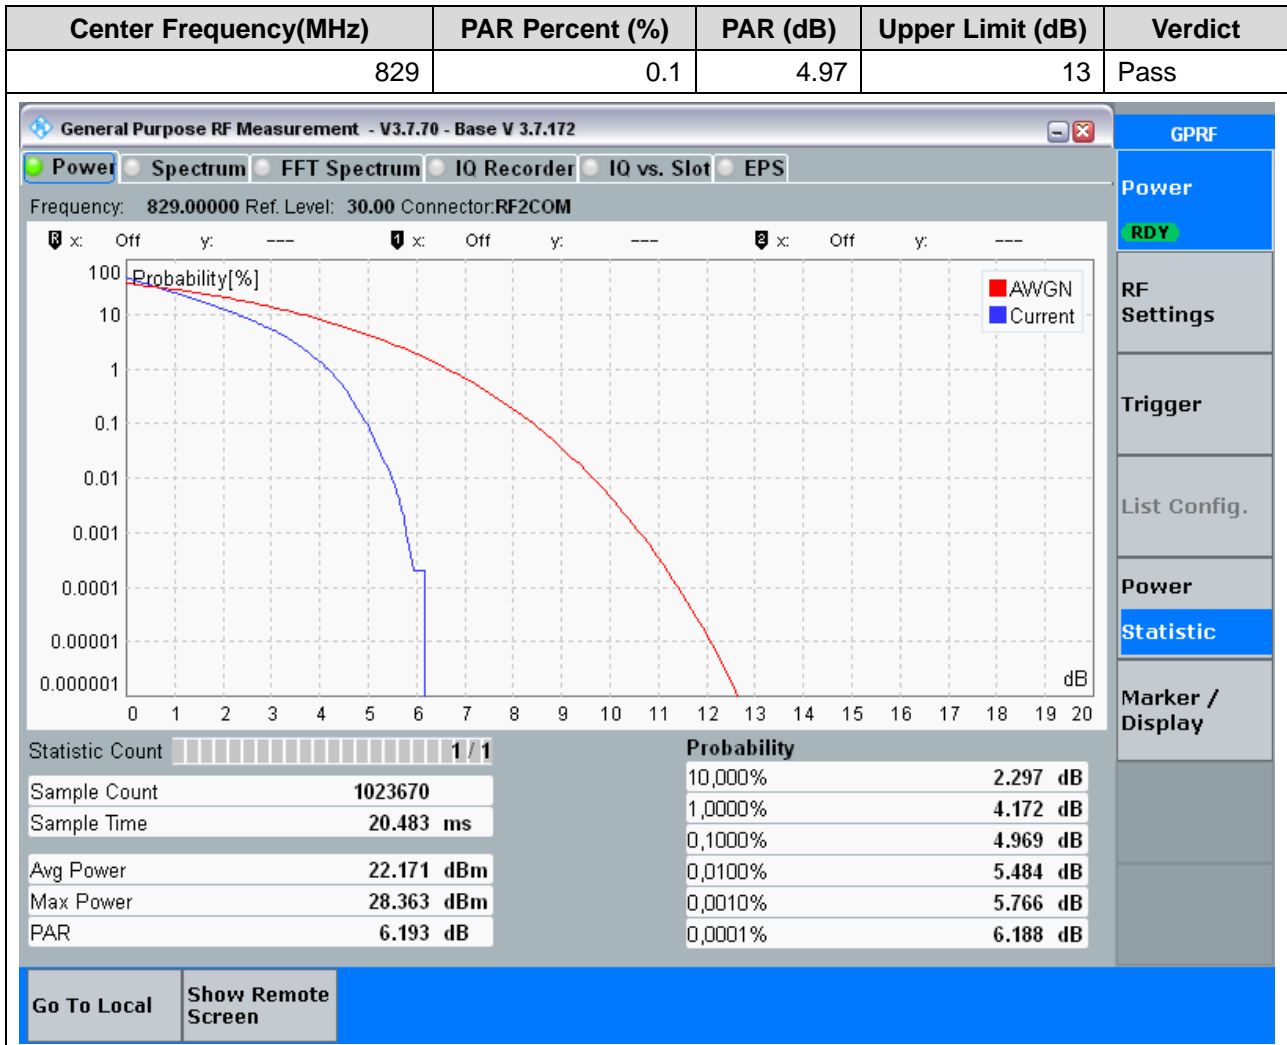 Center Frequency(MHz) PAR Percent (%) PAR (dB) Upper Limit (dB) Verdict
829 0.1 4.97 13 Pass
General Purpose RF Measurement - V3.7.70 - Base V 3.7.172
GPRF
Power Spectrum FFT Spectrum IQ Recorder IQ vs. Slot EPS
Frequency: 829.00000 Ref. Level: 30.00 Connector:RF2COM
R x: Off y: --- 1 x: Off y: --- 2 x: Off y: ---
Probability[%]
100
10
1
0.1
0.01
0.001
0.0001
0.00001
0.000001
AWGN
Current
dB
0 1 2 3 4 5 6 7 8 9 10 11 12 13 14 15 16 17 18 19 20
Power
RDY
RF
Settings
Trigger
List Config.
Power
Statistic
Marker /
Display
Statistic Count 1 / 1
Sample Count 1023670
Sample Time 20.483 ms
Avg Power 22.171 dBm
Max Power 28.363 dBm
PAR 6.193 dB
Probability
10,000% 2.297 dB
1,0000% 4.172 dB
0,1000% 4.969 dB
0,0100% 5.484 dB
0,0010% 5.766 dB
0,0001% 6.188 dB
Go To Local
Show Remote
Screen